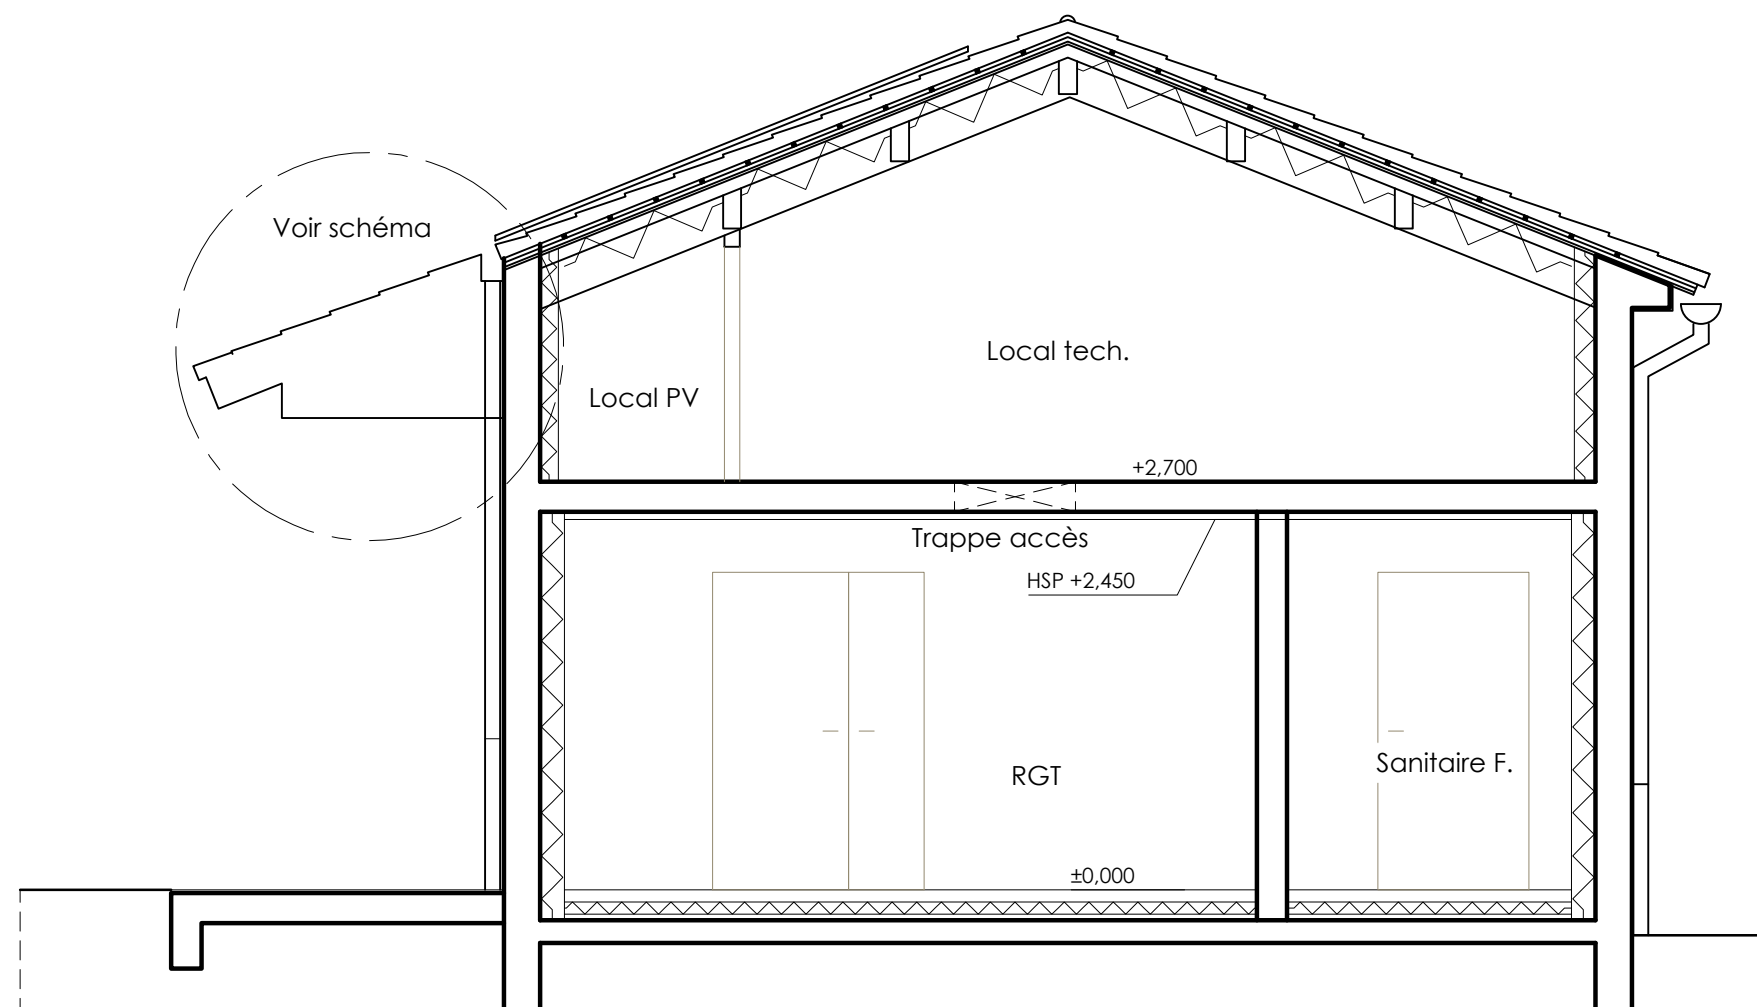 Voir schéma
Local tech.
Local PV
+2,700
Trappe accès
HSP +2,450
Sanitaire F.
RGT
±0,000